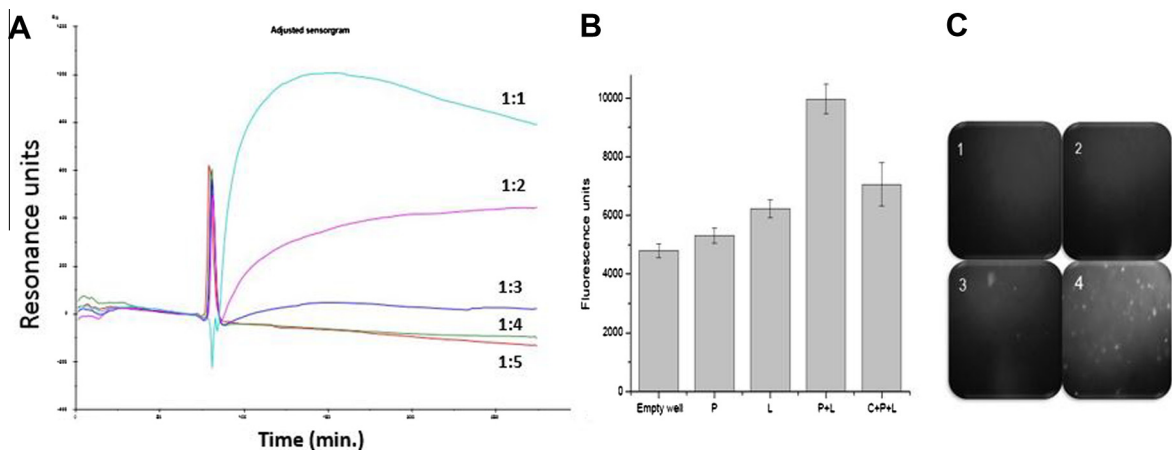 A
Adjusted sensorgram
1:1
1:2
1:3
1:4
1:5
Resonance units
Time (min.)
B
10000
8000
6000
4000
2000
0
Fluorescence units
Empty well P L P+L C+P+L
C
1 2
3 4